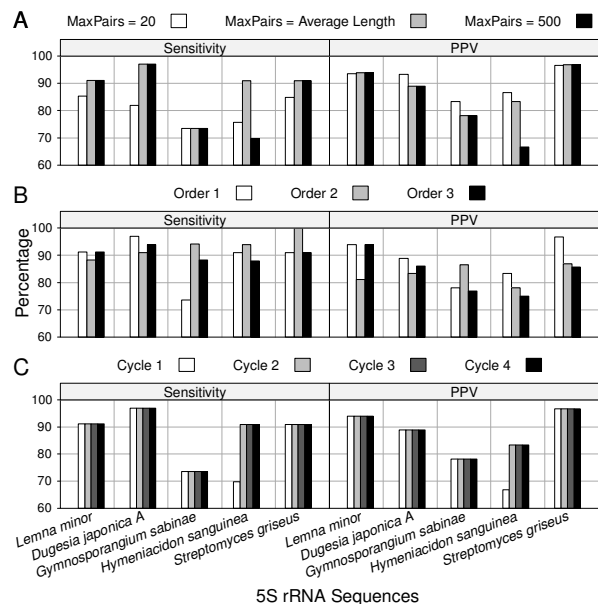 A MaxPairs = 20 MaxPairs = Average Length MaxPairs = 500
Sensitivity PPV
100
90
80
70
60
B Order 1 Order 2 Order 3
Sensitivity PPV
100
90
80
70
60
Percentage
C Cycle 1 Cycle 2 Cycle 3 Cycle 4
Sensitivity PPV
100
90
80
70
60
Lemna minor
Dugesia japonica A
Gymnosporangium sabinae
Hymeniacidon sanguinea
Streptomyces griseus
Lemna minor
Dugesia japonica A
Gymnosporangium sabinae
Hymeniacidon sanguinea
Streptomyces griseus
5S rRNA Sequences